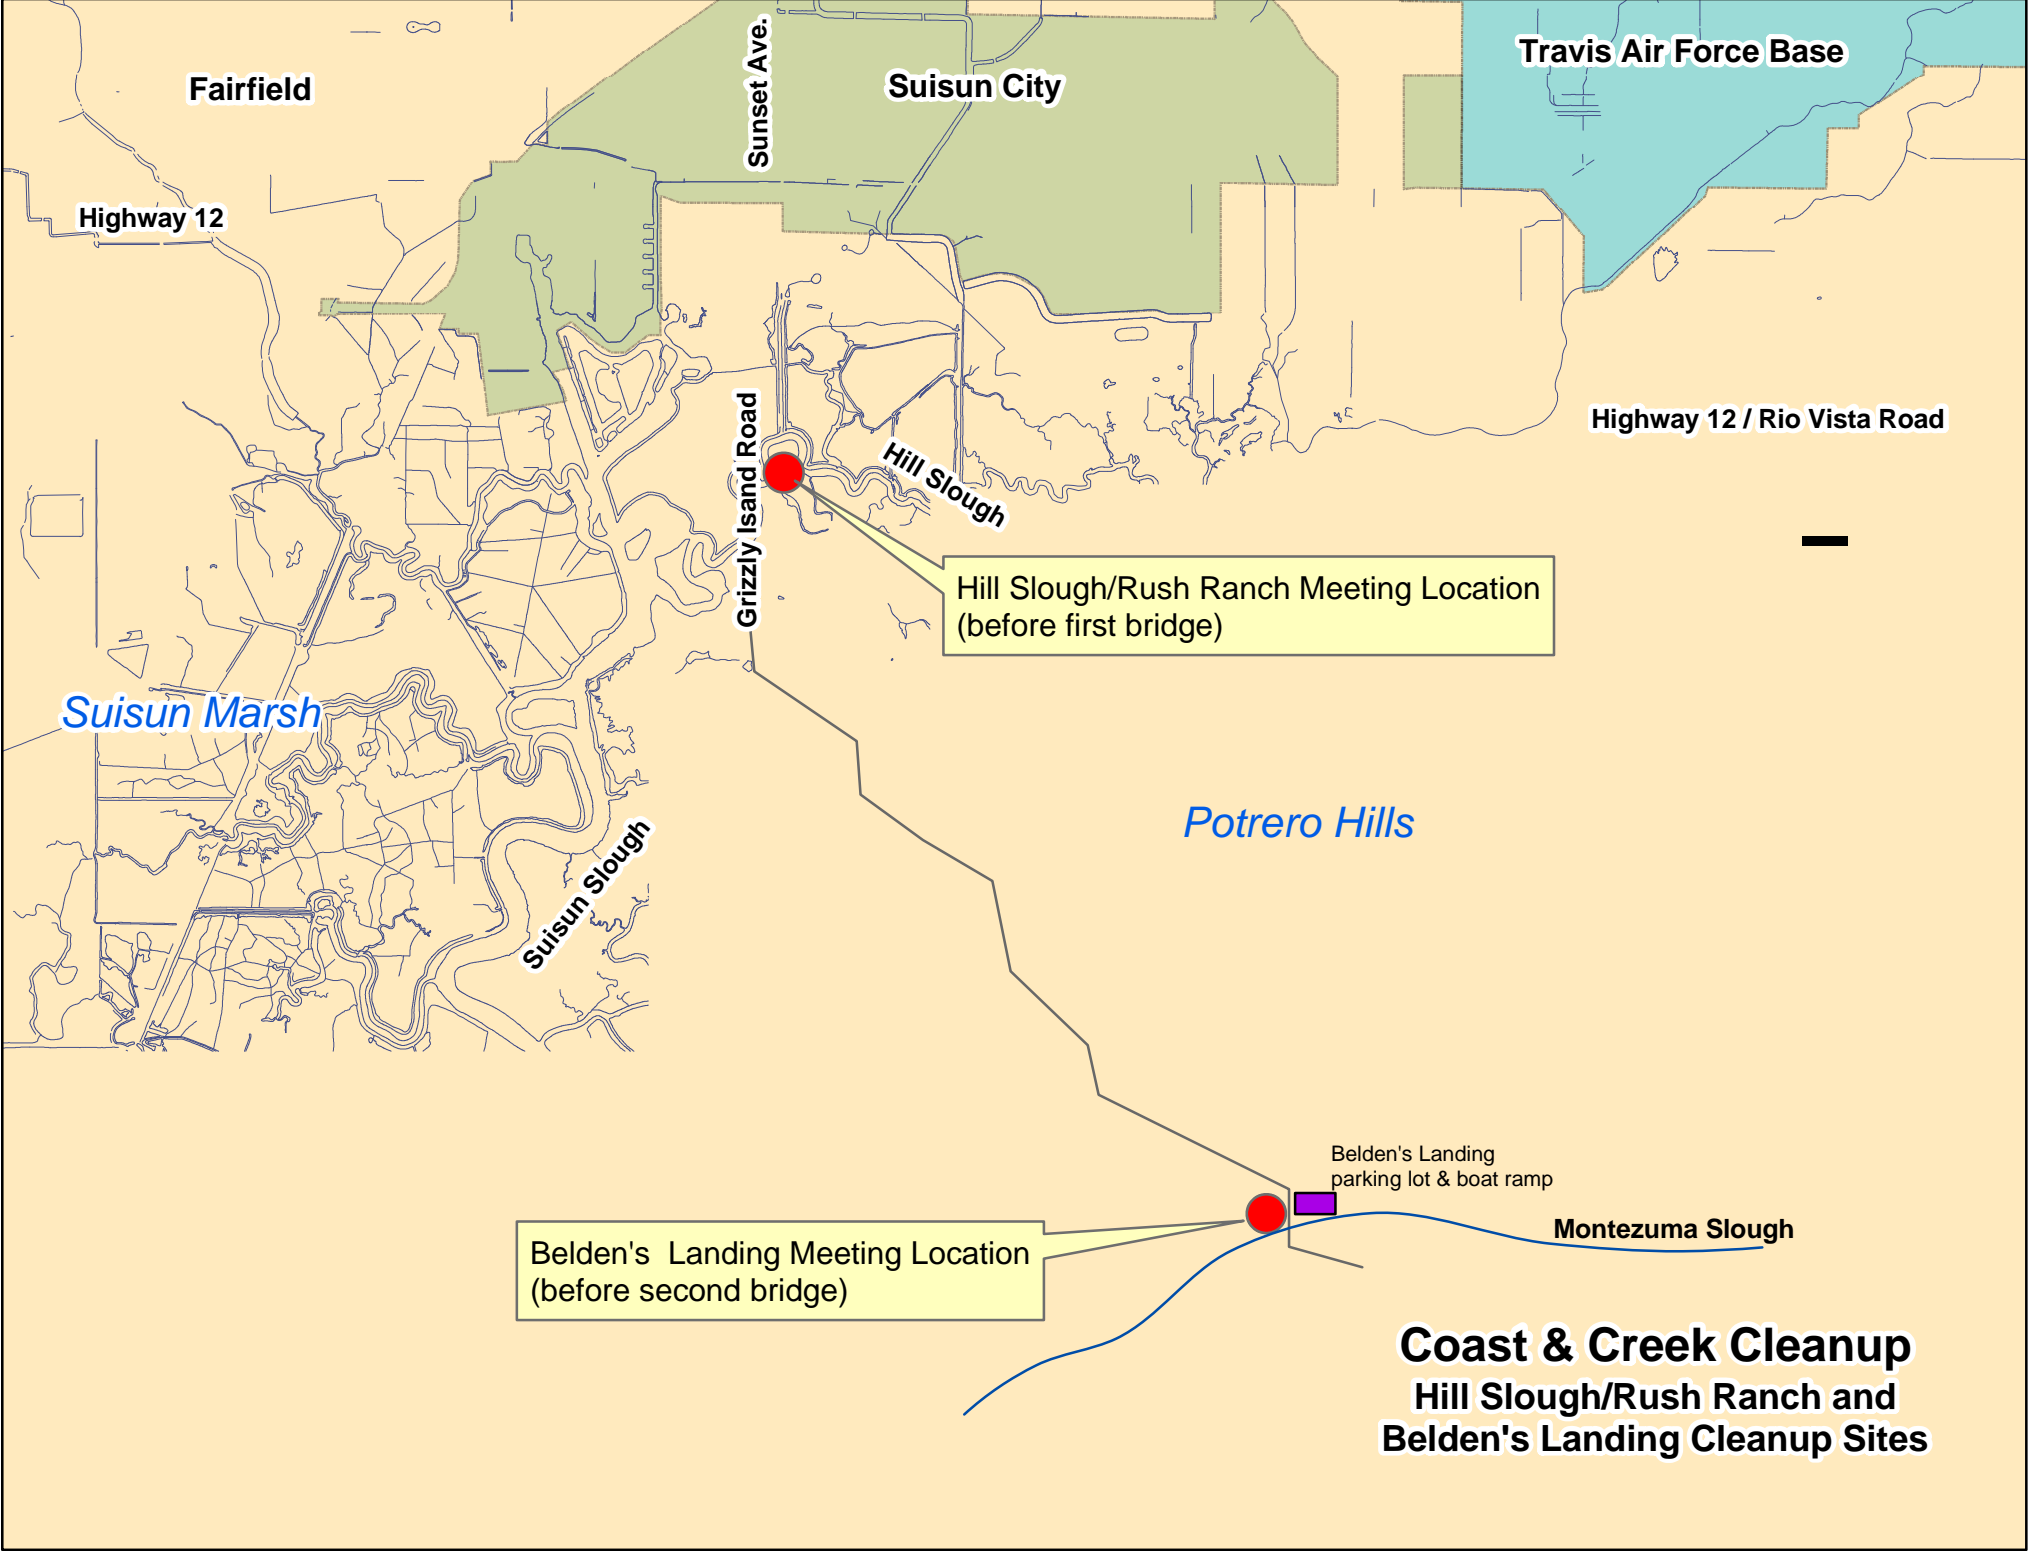 Travis Air Force Base
Fairfield
Suisun City
Sunset Ave.
Highway 12
Highway 12 / Rio Vista Road
Grizzly Isand Road
Hill Slough
Hill Slough/Rush Ranch Meeting Location
(before first bridge)
Suisun Marsh
Potrero Hills
Suisun Slough
Belden's Landing
parking lot & boat ramp
Montezuma Slough
Belden's  Landing Meeting Location
(before second bridge)
Coast & Creek Cleanup
Hill Slough/Rush Ranch and
Belden's Landing Cleanup Sites